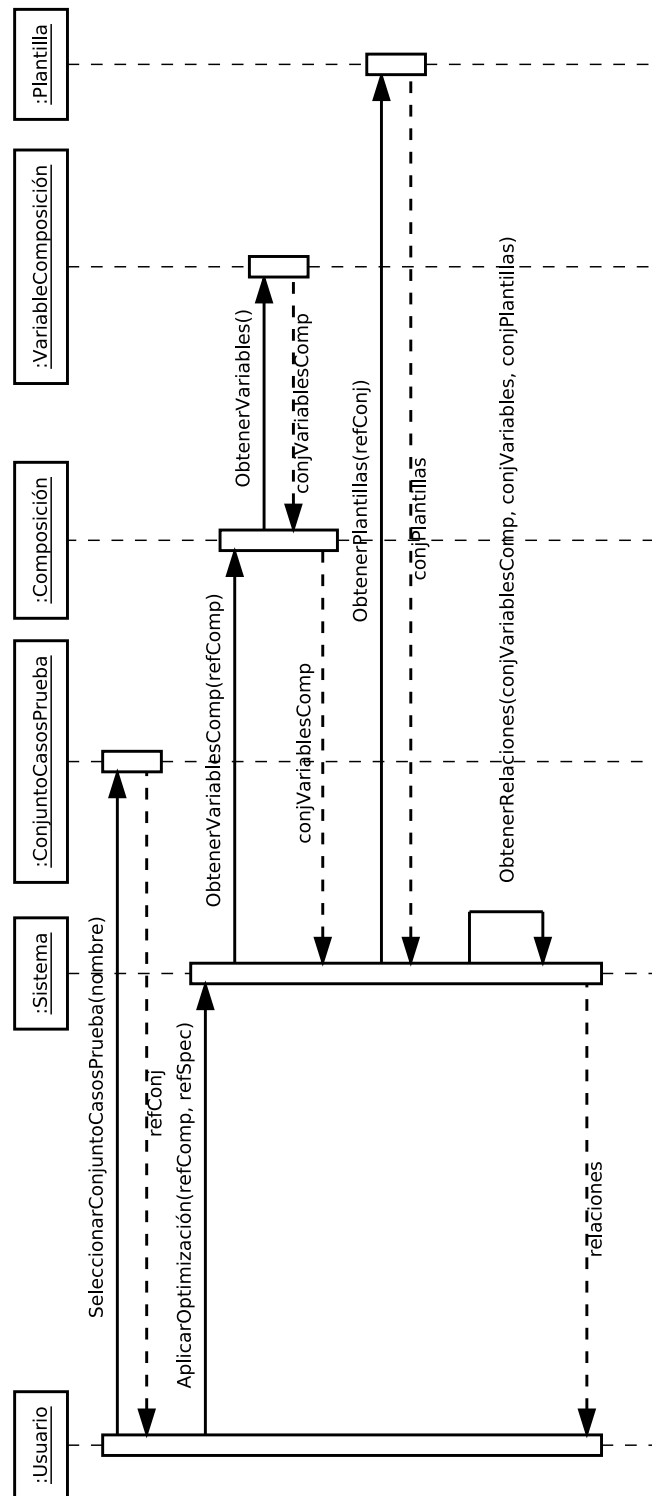 :Usuario
:Sistema
:ConjuntoCasosPrueba
:Composición
:VariableComposición
:Plantilla
SeleccionarConjuntoCasosPrueba(nombre)
refConj
AplicarOptimización(refComp, refSpec)
ObtenerVariablesComp(refComp)
ObtenerVariables()
conjVariablesComp
conjVariablesComp
ObtenerPlantillas(refConj)
conjPlantillas
ObtenerRelaciones(conjVariablesComp, conjVariables, conjPlantillas)
relaciones